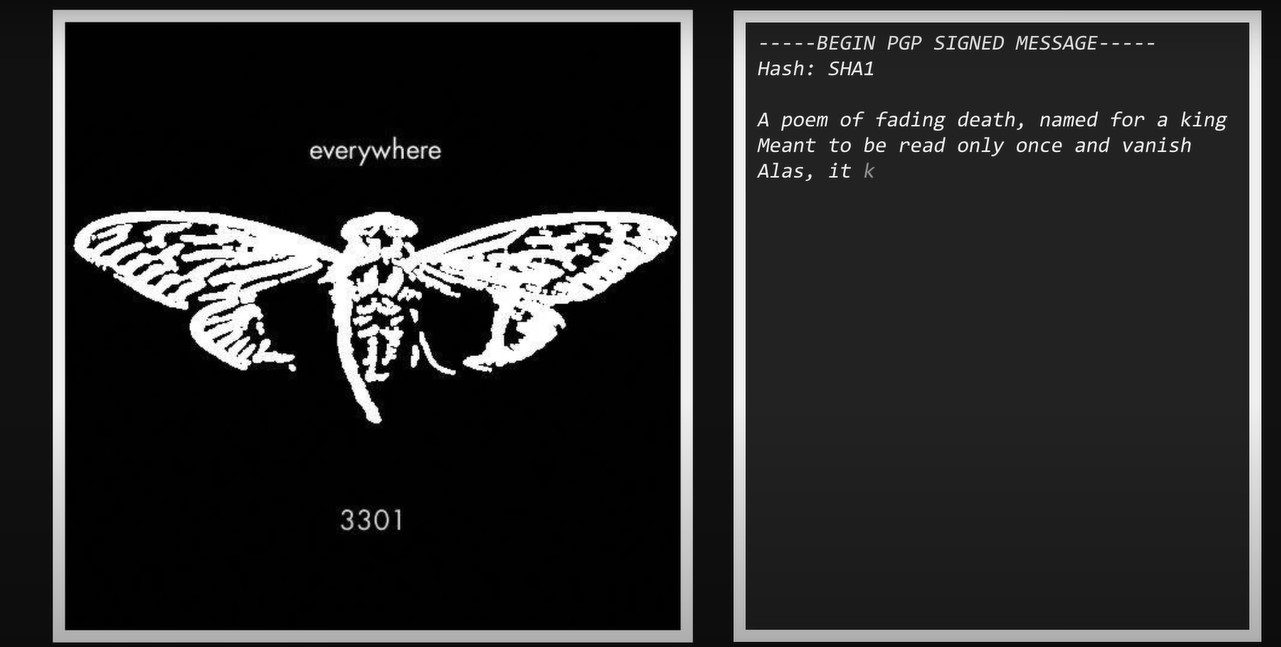 everywhere
3301
-----BEGIN PGP SIGNED MESSAGE-----
Hash: SHA1
A poem of fading death, named for a king
Meant to be read only once and vanish
Alas, it k